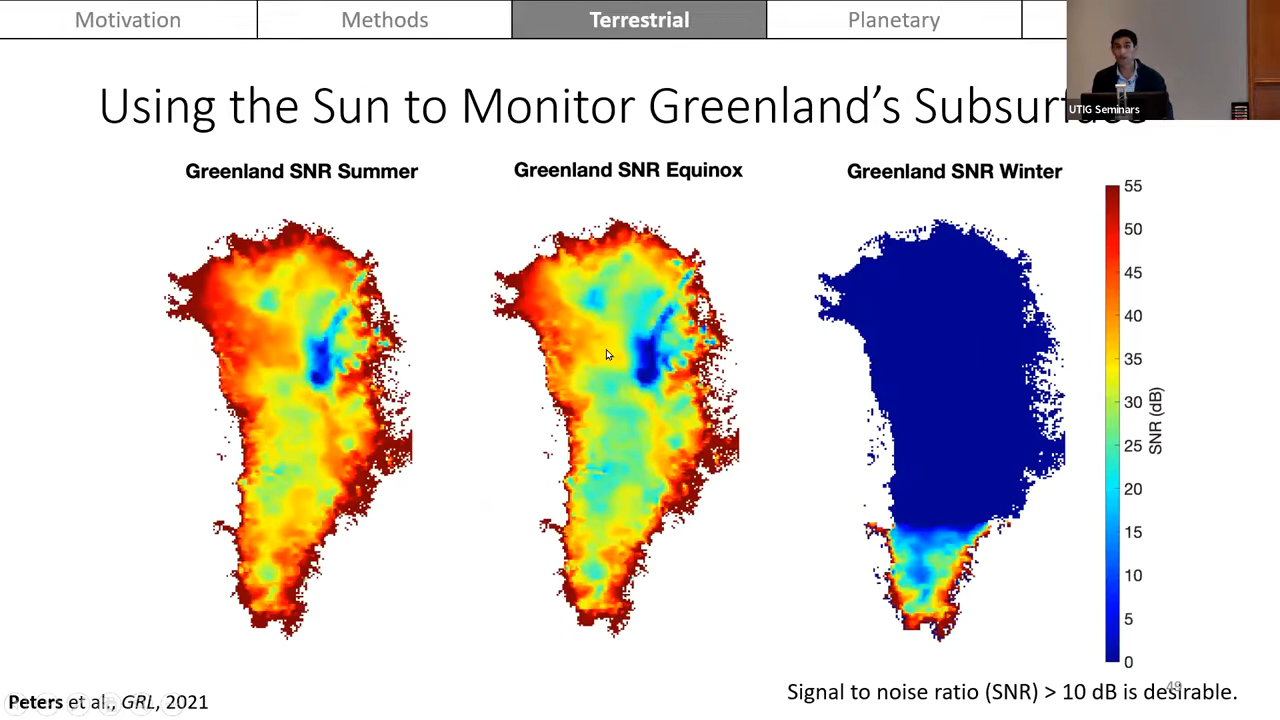 Motivation
Methods
Terrestrial
Planetary
UTIG Seminars
Using the Sun to Monitor Greenland's
Greenland SNR Summer
Greenland SNR Equinox
Greenland SNR Winter
55
50
45
40
35
30
25
20
15
10
5
0
SNR (dB)
Peters et al., GRL, 2021
Signal to noise ratio (SNR) > 10 dB is desirable.